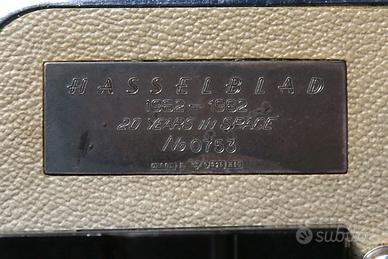 HASSELBLAD
1962 - 1982
20 YEARS IN SPACE
No 0753
subito